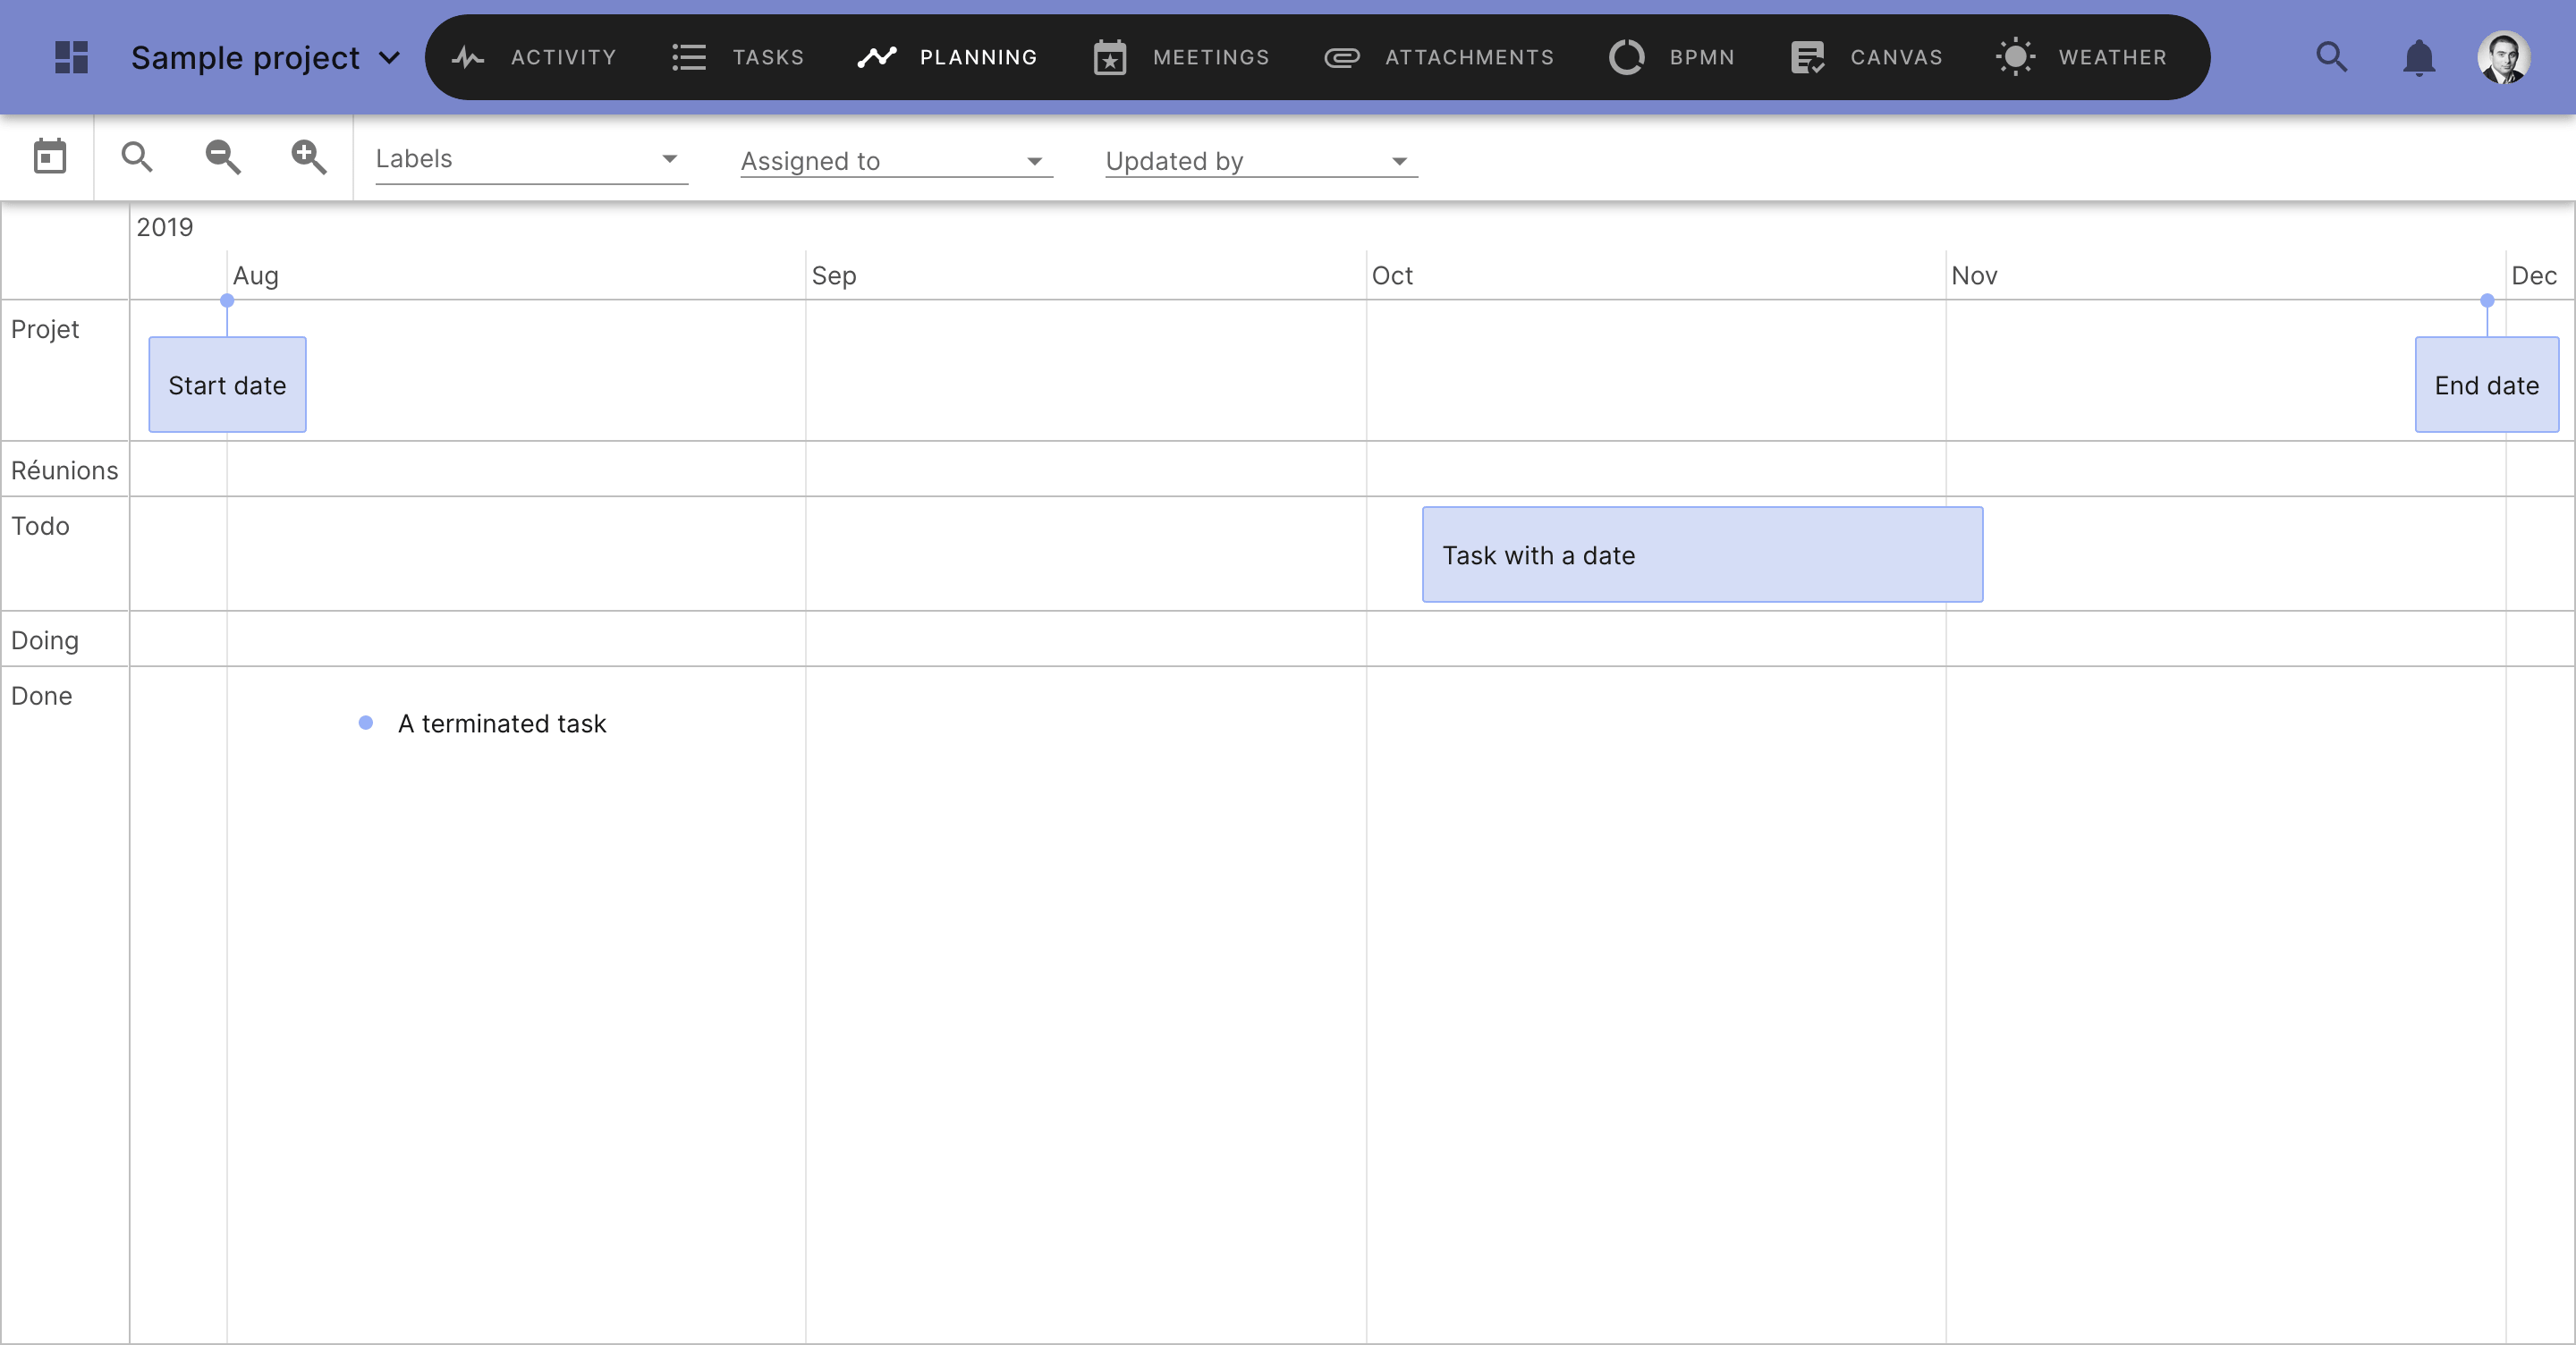 Sample project
ACTIVITY
TASKS
PLANNING
MEETINGS
ATTACHMENTS
BPMN
CANVAS
WEATHER
Labels
Assigned to
Updated by
2019
Aug
Sep
Oct
Nov
Dec
Projet
Start date
End date
Réunions
Todo
Task with a date
Doing
Done
A terminated task